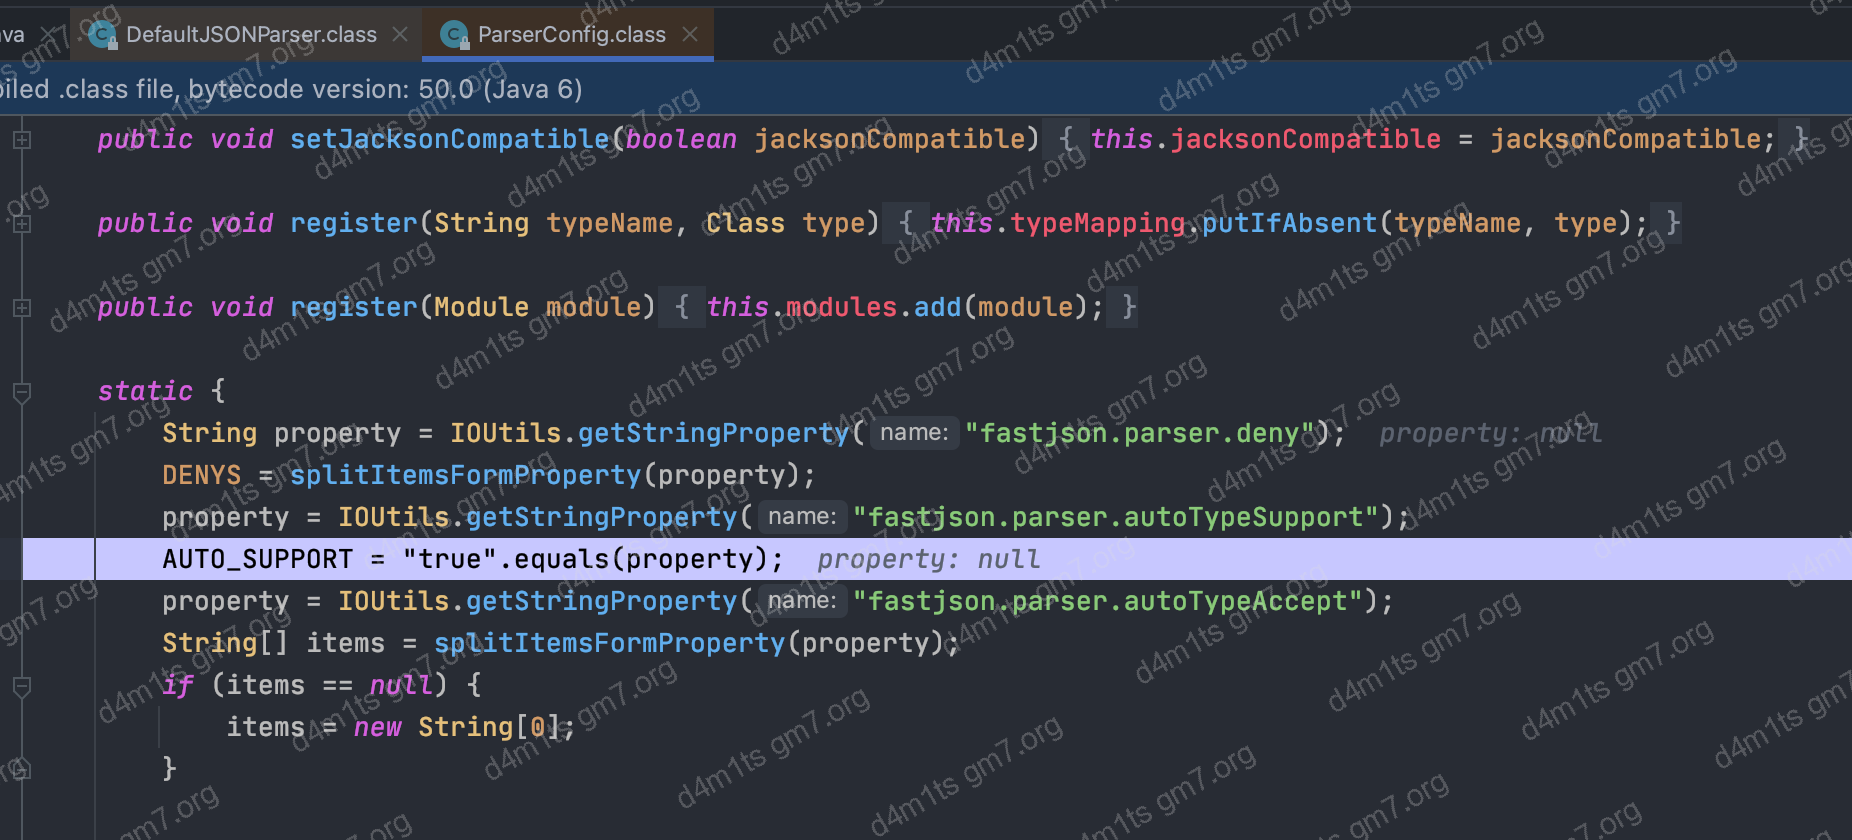 va DefaultJSONParser.class ParserConfig.class
piled .class file, bytecode version: 50.0 (Java 6)
public void setJacksonCompatible(boolean jacksonCompatible) { this.jacksonCompatible = jacksonCompatible; }
public void register(String typeName, Class type) { this.typeMapping.putIfAbsent(typeName, type); }
public void register(Module module) { this.modules.add(module); }
static {
String property = IOUtils.getStringProperty( name: "fastjson.parser.deny"); property: null
DENYS = splitItemsFormProperty(property);
property = IOUtils.getStringProperty( name: "fastjson.parser.autoTypeSupport");
AUTO_SUPPORT = "true".equals(property); property: null
property = IOUtils.getStringProperty( name: "fastjson.parser.autoTypeAccept");
String[] items = splitItemsFormProperty(property);
if (items == null) {
items = new String[0];
}
d4m1ts gm7.org